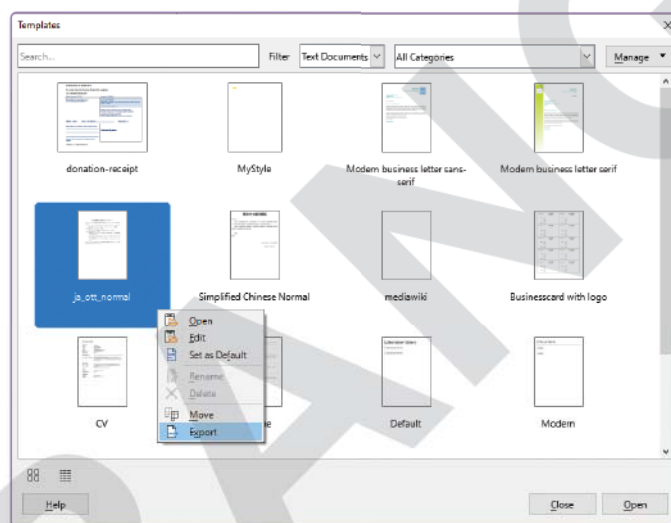 Templates
Search...
Filter
Text Documents
All Categories
Manage
donation-receipt
MyStyle
Modern business letter sans-
serif
Modern business letter serif
ja_ott_normal
Simplified Chinese Normal
mediawiki
Businesscard with logo
Open
Edit
Set as Default
Rename
Delete
Move
Export
CV
Default
Modern
Help
Close
Open